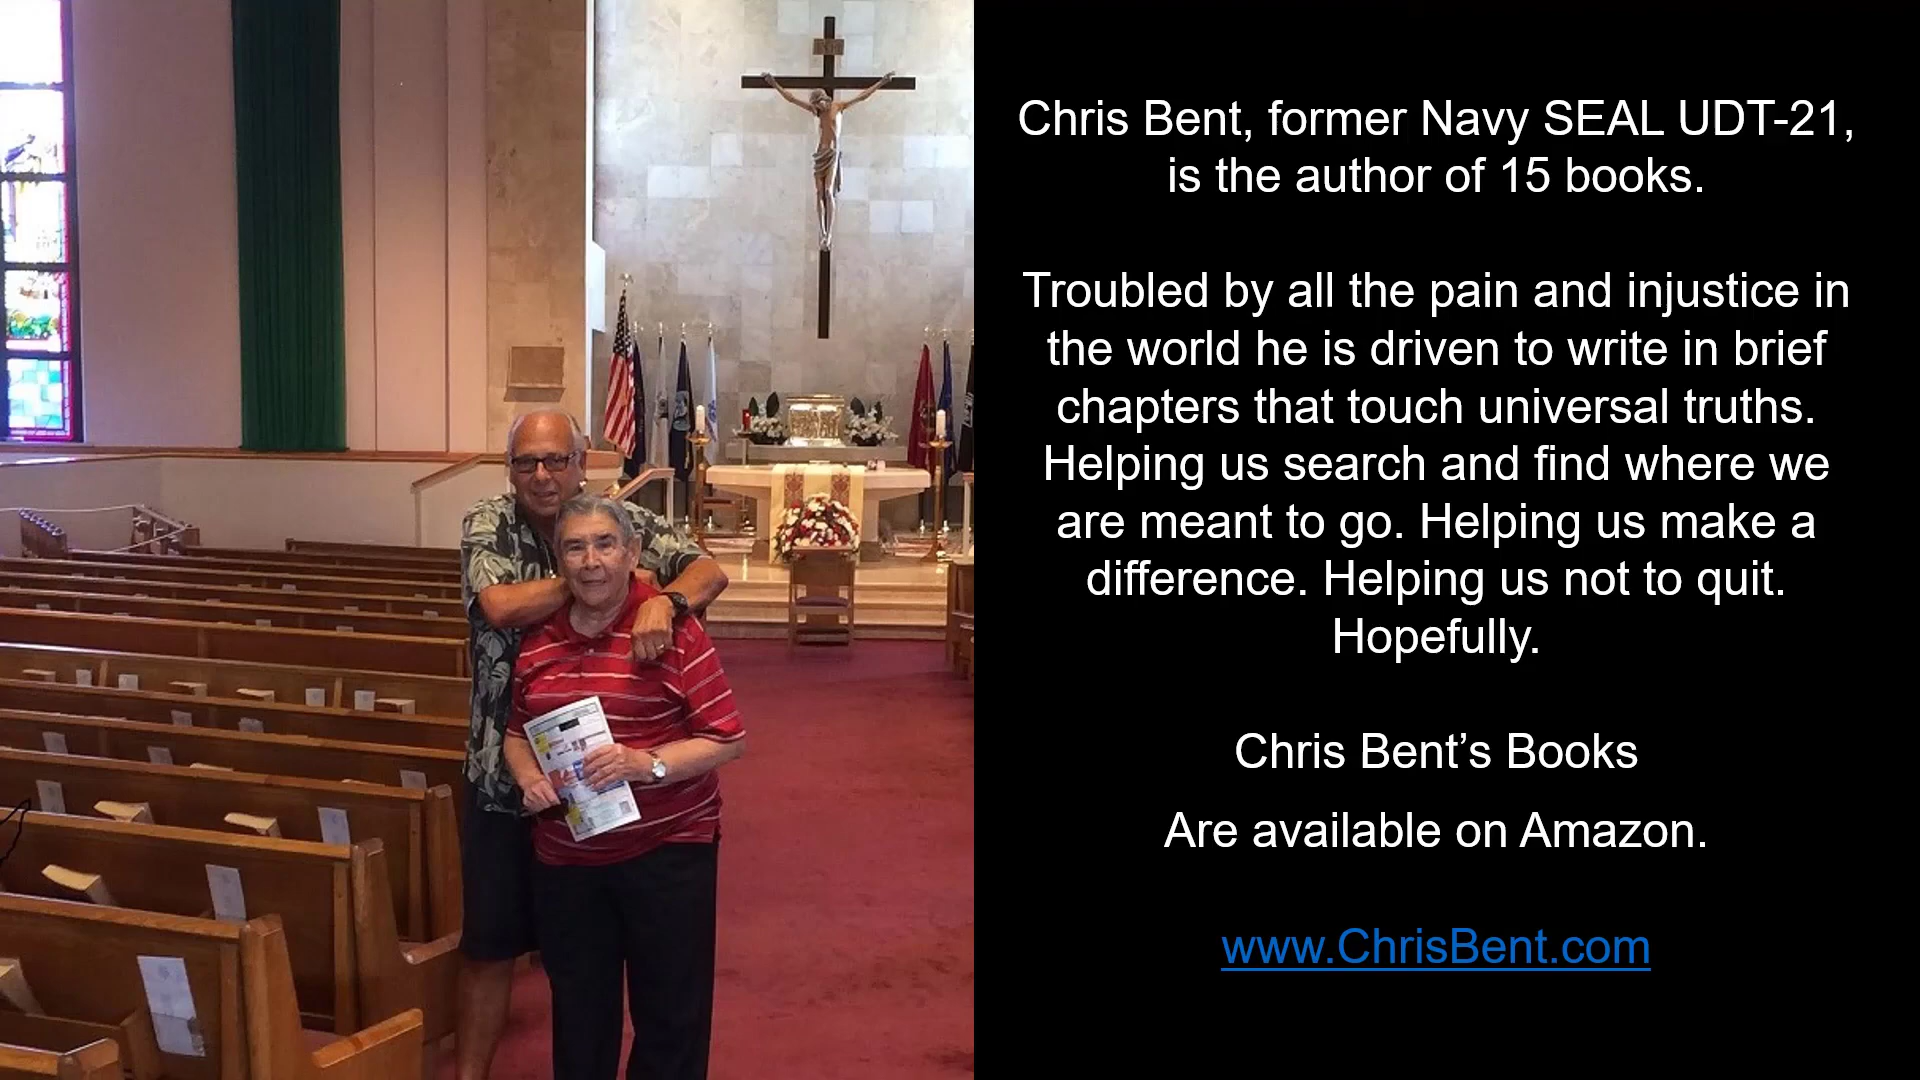 Chris Bent, former Navy SEAL UDT-21,
is the author of 15 books.
Troubled by all the pain and injustice in
the world he is driven to write in brief
chapters that touch universal truths.
Helping us search and find where we
are meant to go. Helping us make a
difference. Helping us not to quit.
Hopefully.
Chris Bent’s Books
Are available on Amazon.
www.ChrisBent.com